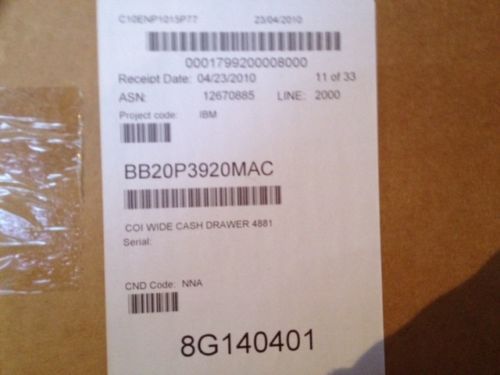 C10ENP1015P77 23/04/2010
0001799200008000
Receipt Date: 04/23/2010 11 of 33
ASN: 12670885 LINE: 2000
Project code: IBM
BB20P3920MAC
COI WIDE CASH DRAWER 4881
Serial:
CND Code: NNA
8G140401